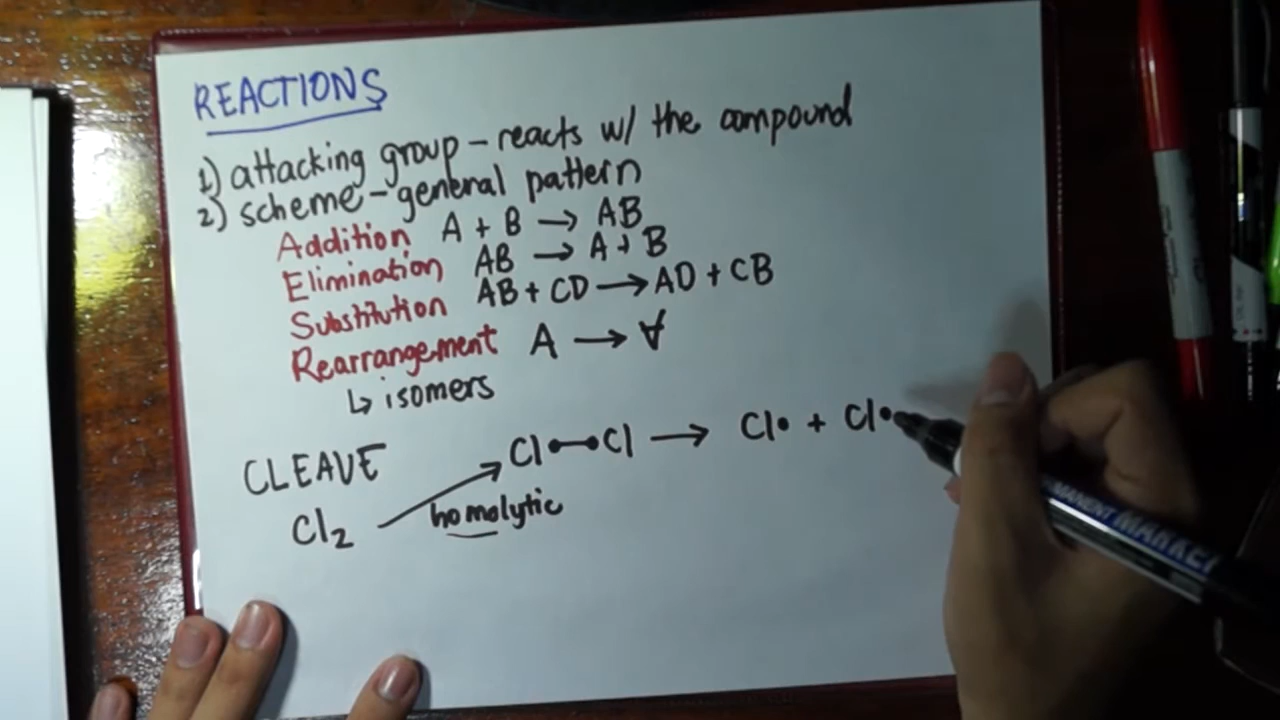 REACTIONS
1) attacking group – reacts w/ the compound
2) scheme – general pattern
Addition A + B → AB
Elimination AB → A + B
Substitution AB + CD → AD + CB
Rearrangement A → ∀
↳ isomers
CLEAVE
Cl•–•Cl → Cl• + Cl•
homolytic
Cl₂
MANENT MARKER